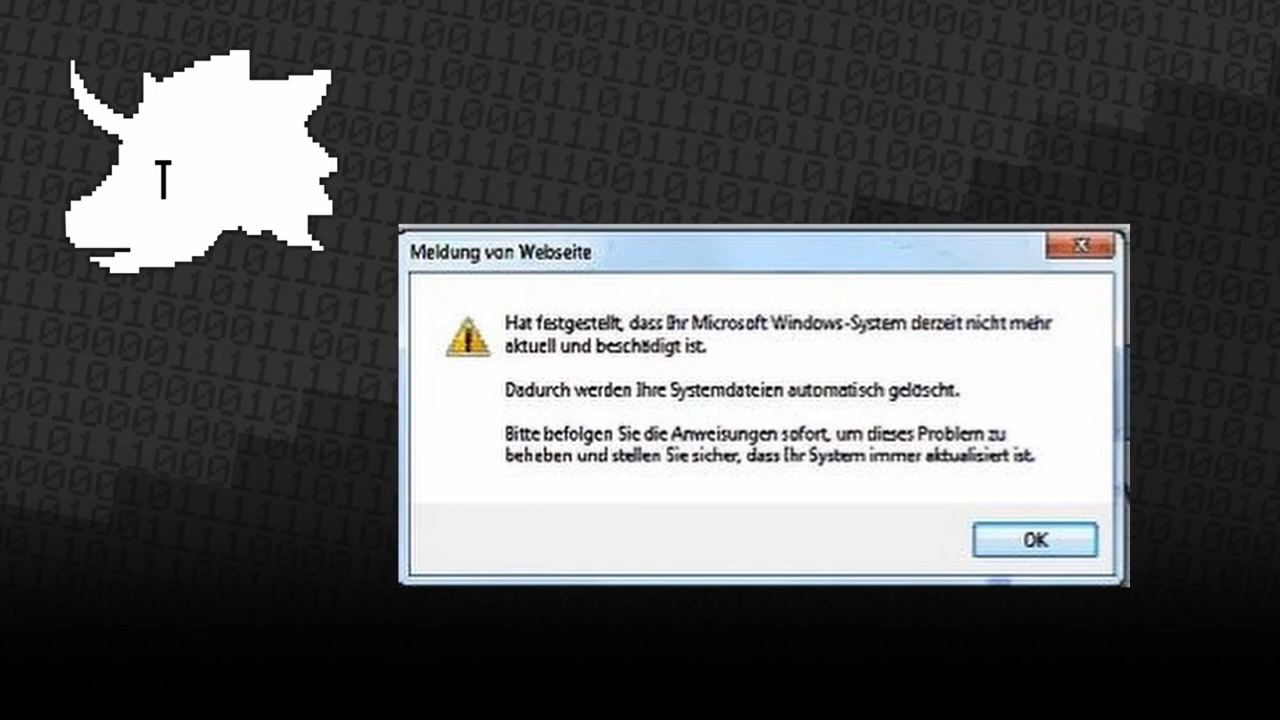 Meldung von Webseite
Hat festgestellt, dass Ihr Microsoft Windows-System derzeit nicht mehr
aktuell und beschädigt ist.
Dadurch werden Ihre Systemdateien automatisch gelöscht.
Bitte befolgen Sie die Anweisungen sofort, um dieses Problem zu
beheben und stellen Sie sicher, dass Ihr System immer aktualisiert ist.
OK